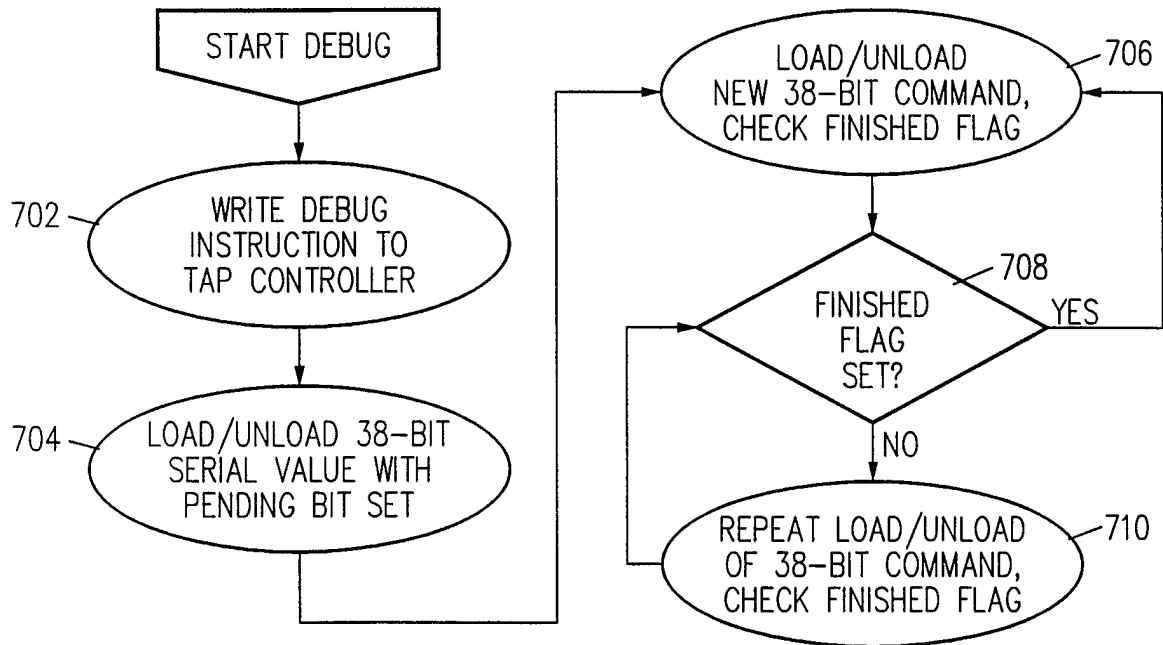 START DEBUG
702
WRITE DEBUG
INSTRUCTION TO
TAP CONTROLLER
704
LOAD/UNLOAD 38-BIT
SERIAL VALUE WITH
PENDING BIT SET
706
LOAD/UNLOAD
NEW 38-BIT COMMAND,
CHECK FINISHED FLAG
708
FINISHED
FLAG
SET?
YES
NO
710
REPEAT LOAD/UNLOAD
OF 38-BIT COMMAND,
CHECK FINISHED FLAG